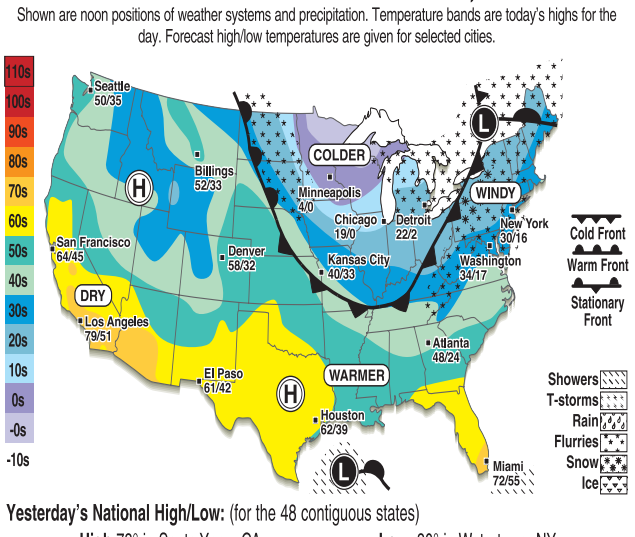 Shown are noon positions of weather systems and precipitation. Temperature bands are today's highs for the
day. Forecast high/low temperatures are given for selected cities.
110s
100s
90s
80s
70s
60s
50s
40s
30s
20s
10s
0s
-0s
-10s
Seattle
50/35
Billings
52/33
H
COLDER
Minneapolis
4/0
L
WINDY
Chicago
19/0
Detroit
22/2
New York
30/16
Washington
34/17
San Francisco
64/45
Denver
58/32
Kansas City
40/33
DRY
Los Angeles
79/51
Atlanta
48/24
El Paso
61/42
WARMER
H
Houston
62/39
L
Miami
72/55
Cold Front
Warm Front
Stationary
Front
Showers
T-storms
Rain
Flurries
Snow
Ice
Yesterday's National High/Low: (for the 48 contiguous states)